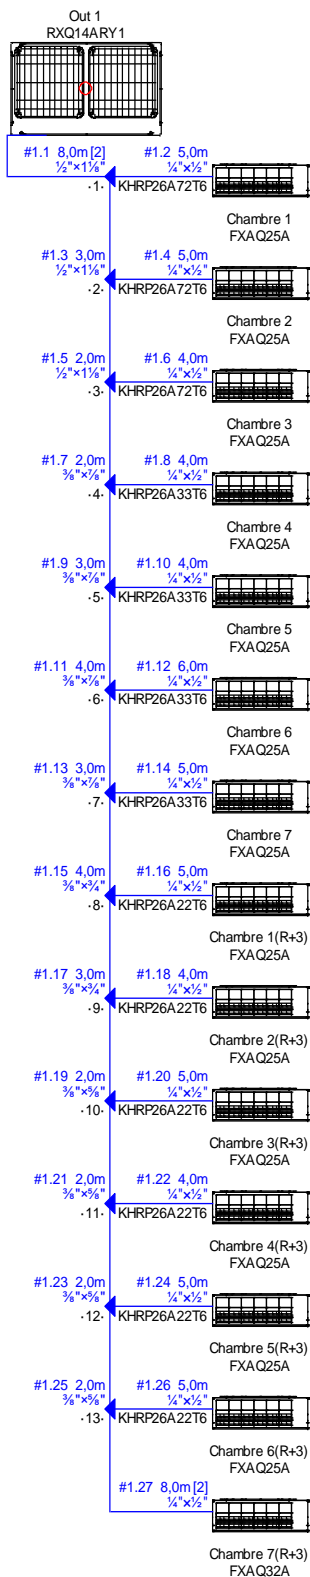 Out 1
RXQ14ARY1
#1.1 8,0m [2]
½"×1⅛"
#1.2 5,0m
¼"×½"
·1·
KHRP26A72T6
Chambre 1
FXAQ25A
#1.3 3,0m
½"×1⅛"
#1.4 5,0m
¼"×½"
·2·
KHRP26A72T6
Chambre 2
FXAQ25A
#1.5 2,0m
½"×1⅛"
#1.6 4,0m
¼"×½"
·3·
KHRP26A72T6
Chambre 3
FXAQ25A
#1.7 2,0m
⅜"×⅞"
#1.8 4,0m
¼"×½"
·4·
KHRP26A33T6
Chambre 4
FXAQ25A
#1.9 3,0m
⅜"×⅞"
#1.10 4,0m
¼"×½"
·5·
KHRP26A33T6
Chambre 5
FXAQ25A
#1.11 4,0m
⅜"×⅞"
#1.12 6,0m
¼"×½"
·6·
KHRP26A33T6
Chambre 6
FXAQ25A
#1.13 3,0m
⅜"×⅞"
#1.14 5,0m
¼"×½"
·7·
KHRP26A33T6
Chambre 7
FXAQ25A
#1.15 4,0m
⅜"×¾"
#1.16 5,0m
¼"×½"
·8·
KHRP26A22T6
Chambre 1(R+3)
FXAQ25A
#1.17 3,0m
⅜"×¾"
#1.18 4,0m
¼"×½"
·9·
KHRP26A22T6
Chambre 2(R+3)
FXAQ25A
#1.19 2,0m
⅜"×⅝"
#1.20 5,0m
¼"×½"
·10·
KHRP26A22T6
Chambre 3(R+3)
FXAQ25A
#1.21 2,0m
⅜"×⅝"
#1.22 4,0m
¼"×½"
·11·
KHRP26A22T6
Chambre 4(R+3)
FXAQ25A
#1.23 2,0m
⅜"×⅝"
#1.24 5,0m
¼"×½"
·12·
KHRP26A22T6
Chambre 5(R+3)
FXAQ25A
#1.25 2,0m
⅜"×⅝"
#1.26 5,0m
¼"×½"
·13·
KHRP26A22T6
Chambre 6(R+3)
FXAQ25A
#1.27 8,0m [2]
¼"×½"
Chambre 7(R+3)
FXAQ32A